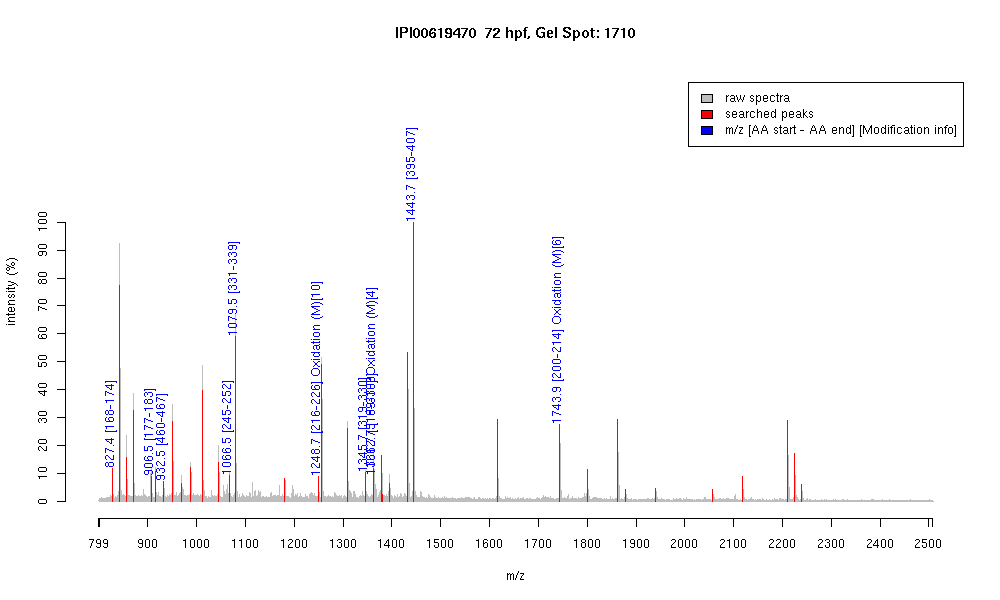 IPI00619470 72 hpf, Gel Spot: 1710
raw spectra
searched peaks
m/z [AA start - AA end] [Modification info]
intensity (%)
100
90
80
70
60
50
40
30
20
10
0
827.4 [168-174]
906.5 [177-183]
932.5 [460-467]
1066.5 [245-252]
1079.5 [331-339]
1248.7 [216-226] Oxidation (M)[10]
1345.7 [319-330]
Oxidation (M)[4]
1443.7 [395-407]
1743.9 [200-214] Oxidation (M)[6]
799 900 1000 1100 1200 1300 1400 1500 1600 1700 1800 1900 2000 2100 2200 2300 2400 2500
m/z